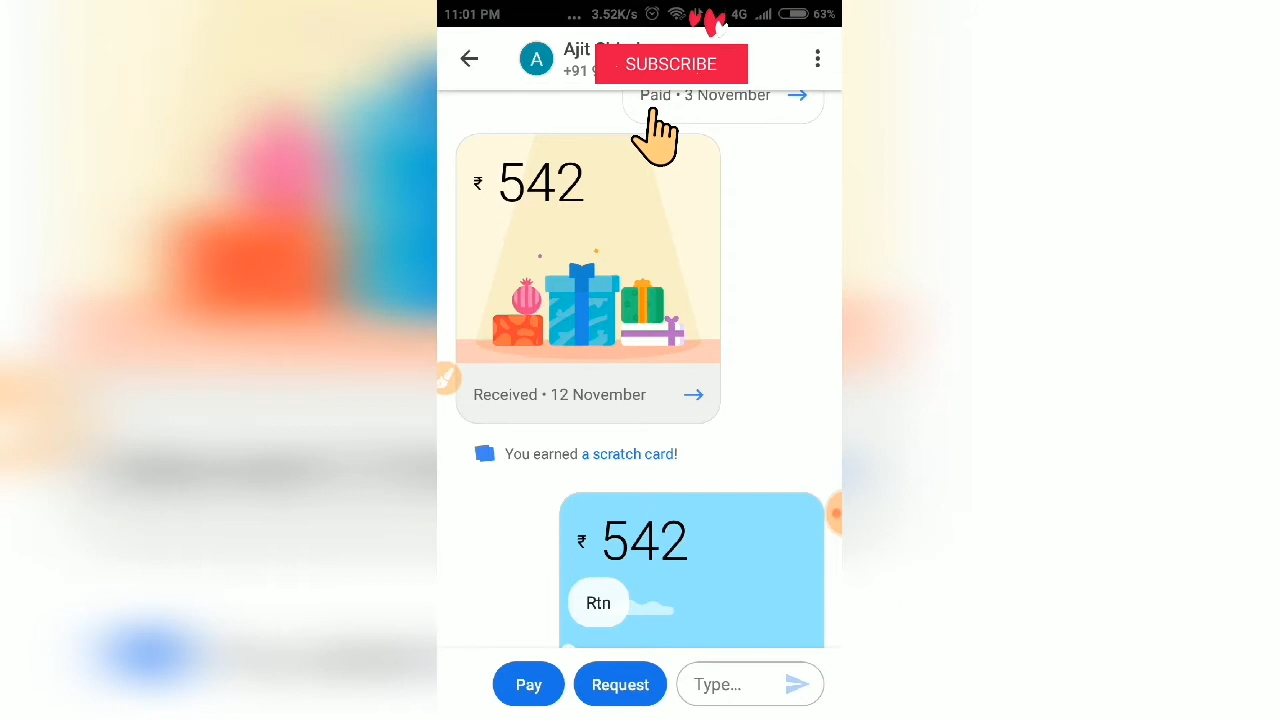 11:01 PM
... 3.52K/s 4G 63%
A
Ajit
+91
SUBSCRIBE
Paid • 3 November
₹ 542
Received • 12 November
You earned a scratch card!
₹ 542
Rtn
Pay
Request
Type...